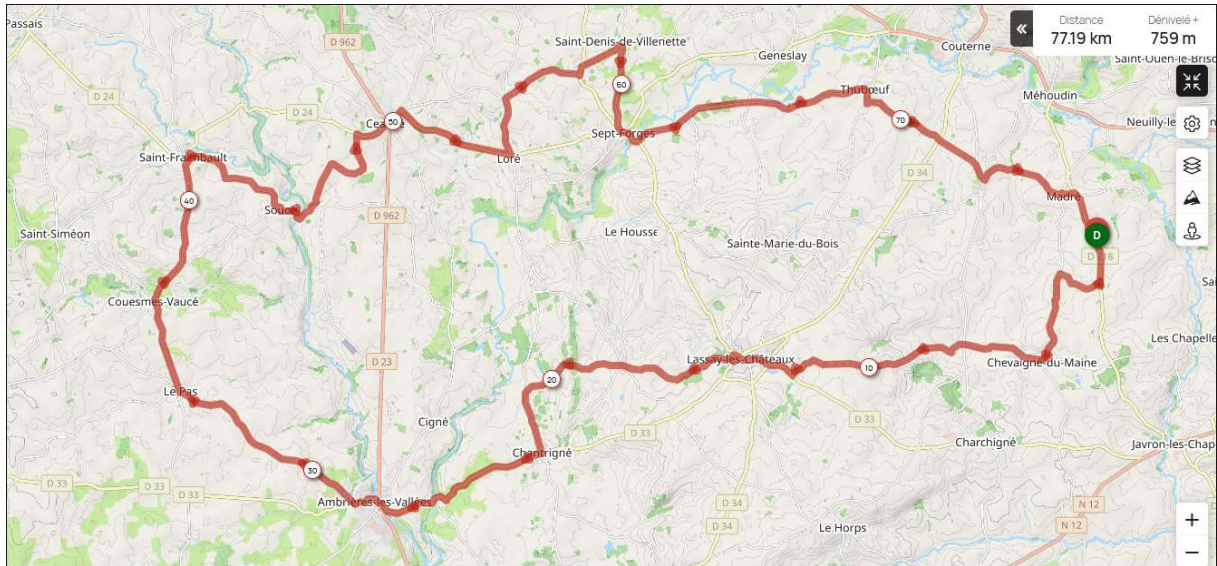 Passais
D 962
Saint-Denis-de-Villenette
Geneslay
Couterne
«
Distance
Dénivelé +
77.19 km
759 m
Saint-Ouen-le-Brisc
D 24
60
Thubœuf
Méhoudin
D 24
50
70
Neuilly-le
Sept-Forges
Saint-Fraimbault
Loré
D 34
40
Madré
Soucé
D 962
Saint-Siméon
Le Housse
Sainte-Marie-du-Bois
D
Couesmes-Vaucé
Les Chapelle
D 23
Lassay-les-Châteaux
10
Chevaigné-du-Maine
20
Le Pas
Cigné
D 33
D 33
Charchigné
Javron-les-Chap
Chantrigné
30
D 33
D 33
D 33
Ambrières-les-Vallées
D 34
N 12
D 34
Le Horps
N 12
+
−